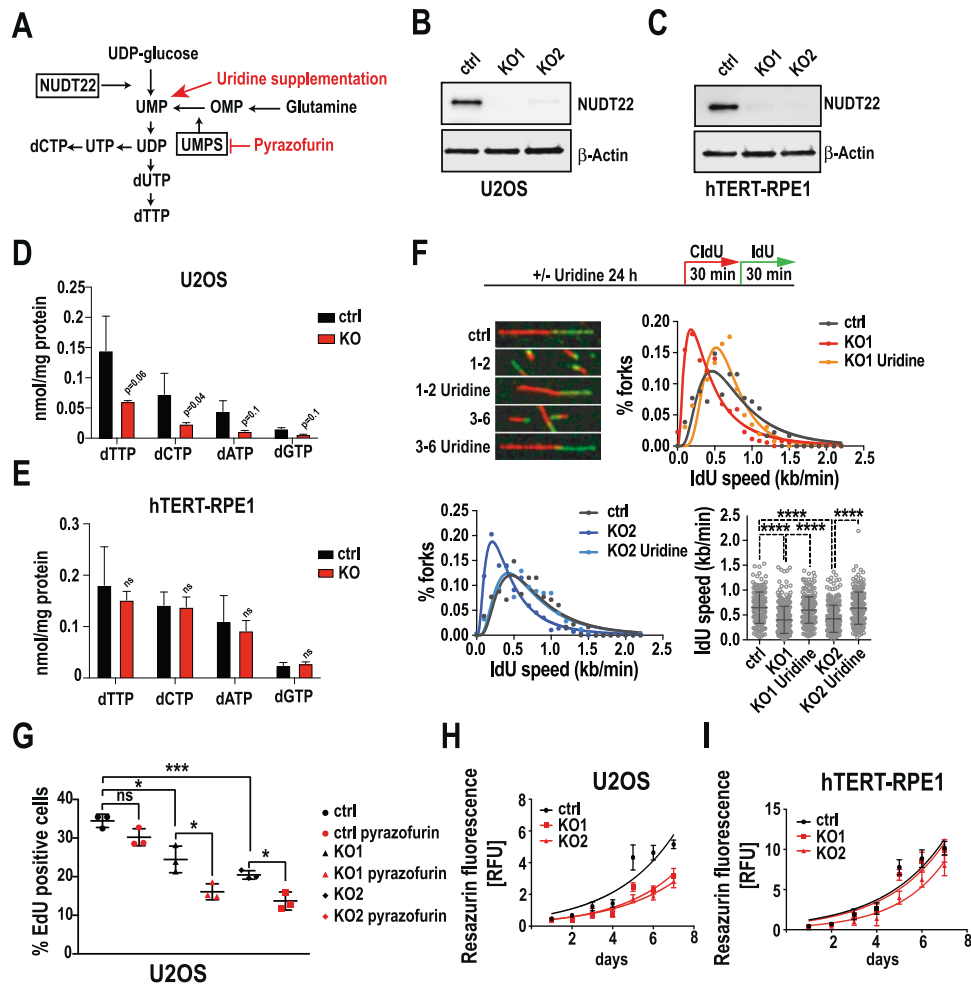 A
UDP-glucose
NUDT22
Uridine supplementation
UMP
OMP
Glutamine
dCTP
UTP
UDP
UMPS
Pyrazofurin
dUTP
dTTP
B
ctrl
KO1
KO2
NUDT22
β-Actin
U2OS
C
ctrl
KO1
KO2
NUDT22
β-Actin
hTERT-RPE1
D
U2OS
nmol/mg protein
0.20
0.15
0.10
0.05
0
ctrl
KO
p=0.06
p=0.04
p=0.1
p=0.1
dTTP
dCTP
dATP
dGTP
E
hTERT-RPE1
nmol/mg protein
0.3
0.2
0.1
0
ctrl
KO
ns
ns
ns
ns
dTTP
dCTP
dATP
dGTP
F
CldU
IdU
+/- Uridine 24 h
30 min
30 min
ctrl
1-2
1-2 Uridine
3-6
3-6 Uridine
% forks
0.20
0.15
0.10
0.05
0.00
ctrl
KO1
KO1 Uridine
0.0
0.5
1.0
1.5
2.0
2.5
IdU speed (kb/min)
% forks
0.25
0.20
0.15
0.10
0.05
0.00
ctrl
KO2
KO2 Uridine
0.0
0.5
1.0
1.5
2.0
2.5
IdU speed (kb/min)
IdU speed (kb/min)
2.5
2.0
1.5
1.0
0.5
0.0
****
****
****
****
ctrl
KO1
KO1 Uridine
KO2
KO2 Uridine
G
% EdU positive cells
40
30
20
10
0
***
*
ns
*
*
ctrl
ctrl pyrazofurin
KO1
KO1 pyrazofurin
KO2
KO2 pyrazofurin
U2OS
H
U2OS
Resazurin fluorescence
[RFU]
8
6
4
2
0
ctrl
KO1
KO2
2
4
6
8
days
I
hTERT-RPE1
Resazurin fluorescence
[RFU]
15
10
5
0
ctrl
KO1
KO2
0
2
4
6
8
days